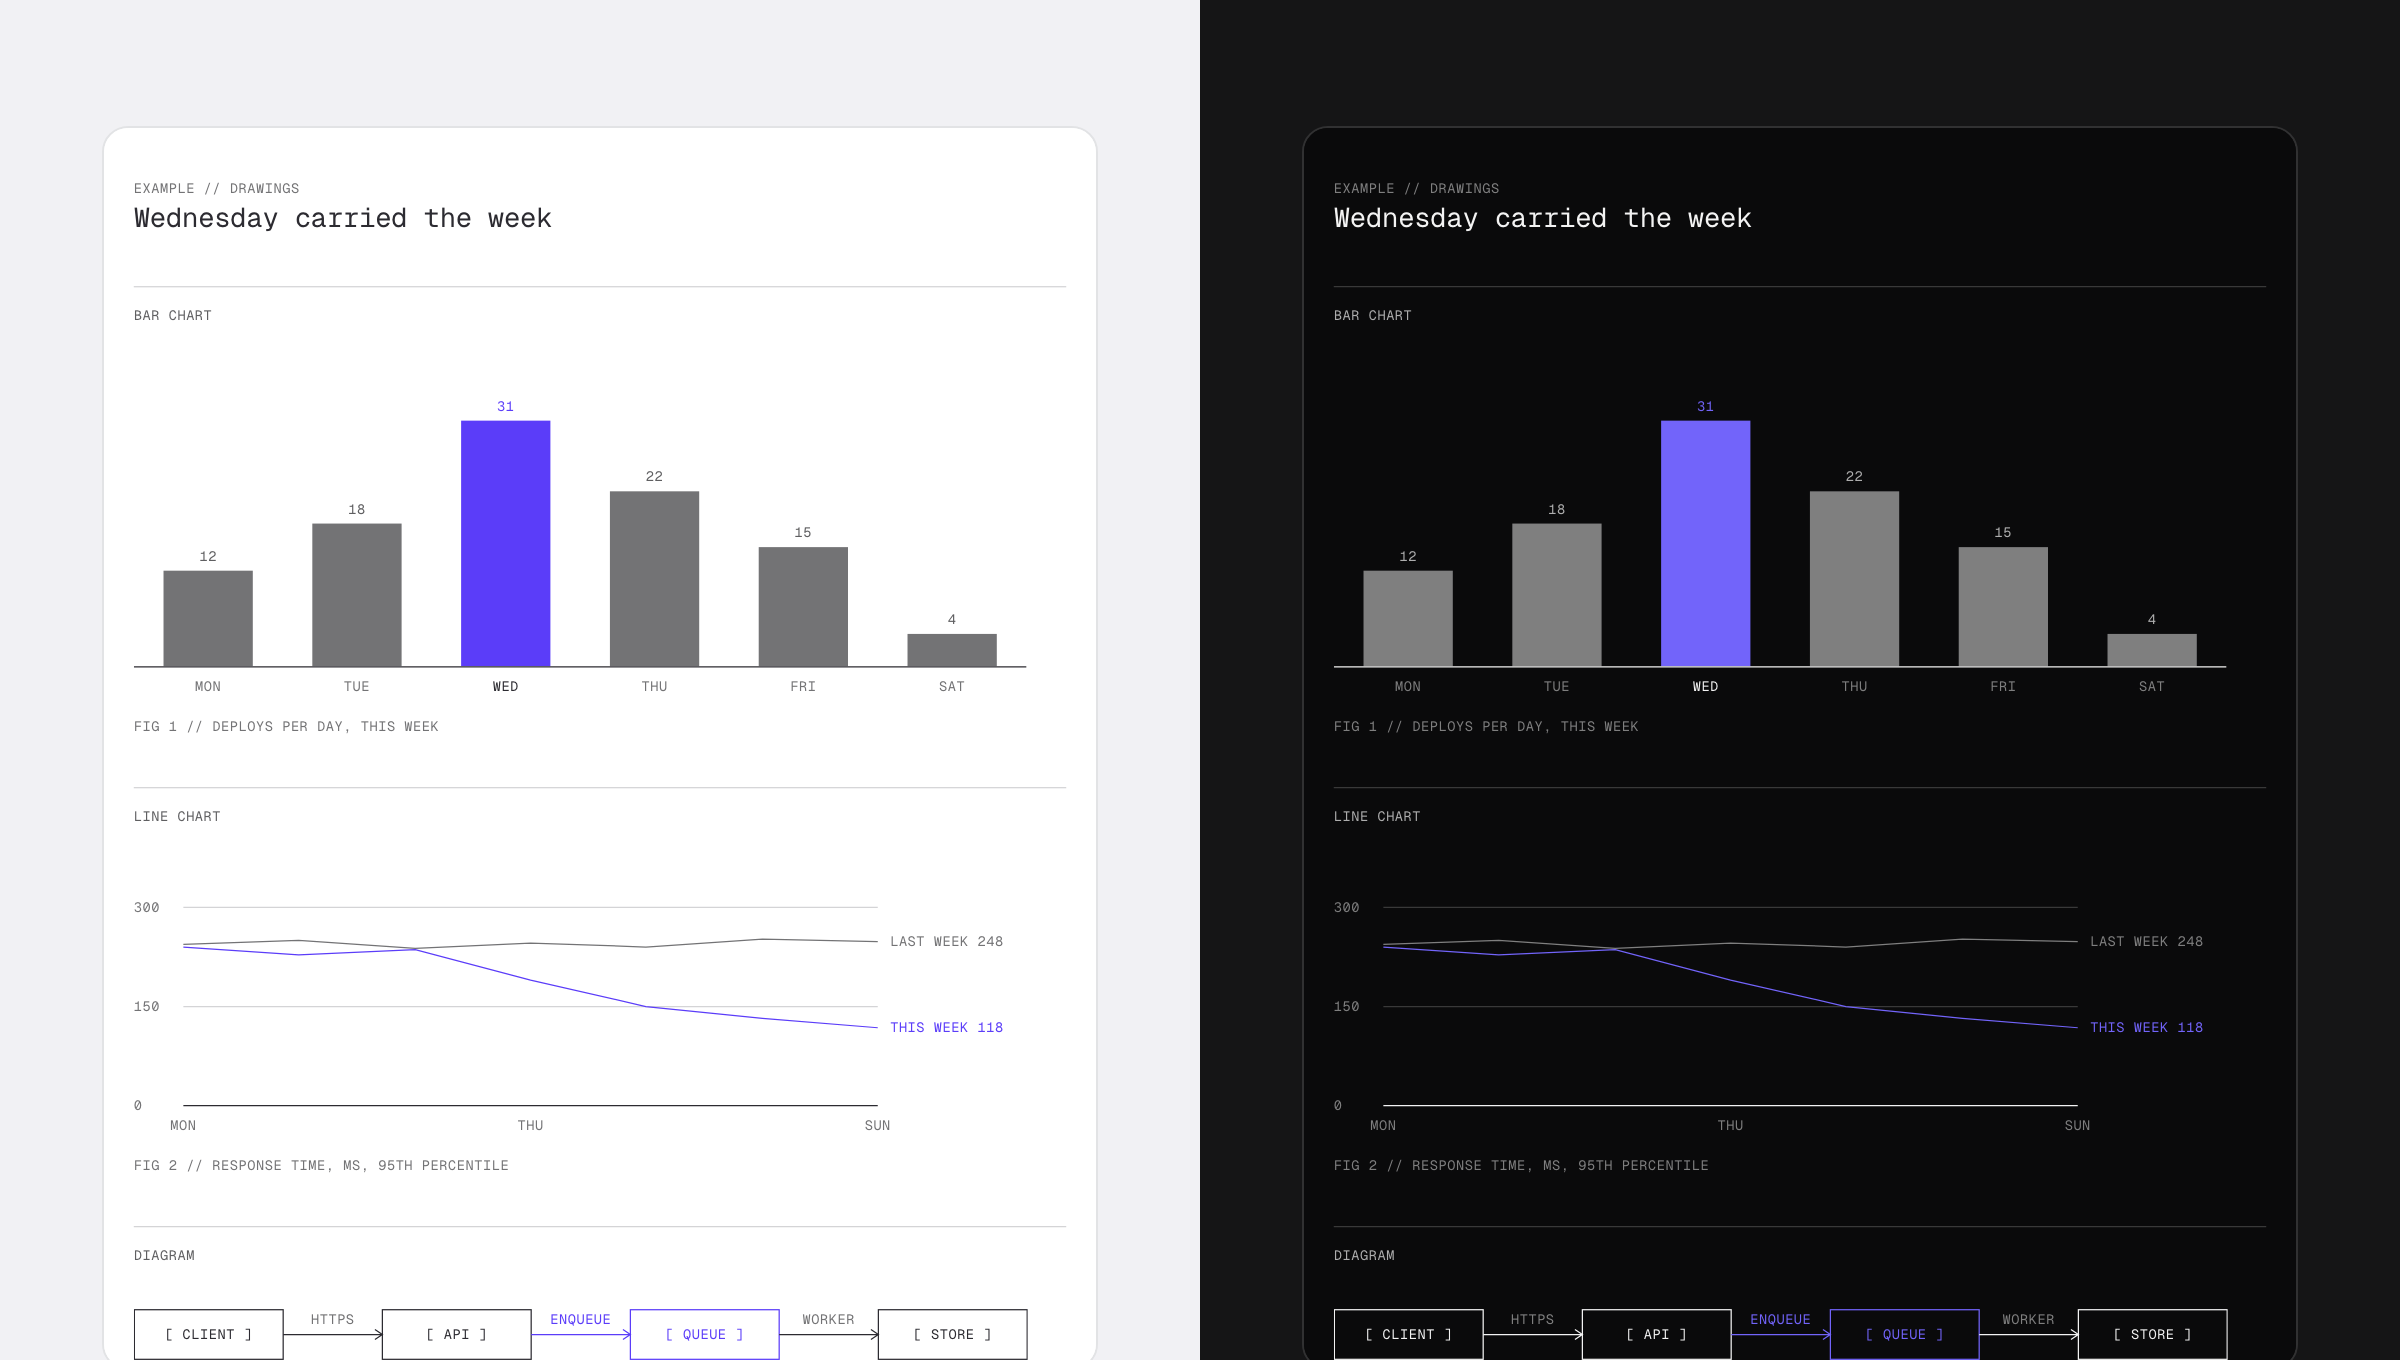 EXAMPLE // DRAWINGS
Wednesday carried the week
BAR CHART
31
22
18
15
12
4
MON TUE WED THU FRI SAT
FIG 1 // DEPLOYS PER DAY, THIS WEEK
LINE CHART
300
LAST WEEK 248
150
THIS WEEK 118
0
MON THU SUN
FIG 2 // RESPONSE TIME, MS, 95TH PERCENTILE
DIAGRAM
HTTPS ENQUEUE WORKER
[ CLIENT ] [ API ] [ QUEUE ] [ STORE ]
EXAMPLE // DRAWINGS
Wednesday carried the week
BAR CHART
31
22
18
15
12
4
MON TUE WED THU FRI SAT
FIG 1 // DEPLOYS PER DAY, THIS WEEK
LINE CHART
300
LAST WEEK 248
150
THIS WEEK 118
0
MON THU SUN
FIG 2 // RESPONSE TIME, MS, 95TH PERCENTILE
DIAGRAM
HTTPS ENQUEUE WORKER
[ CLIENT ] [ API ] [ QUEUE ] [ STORE ]